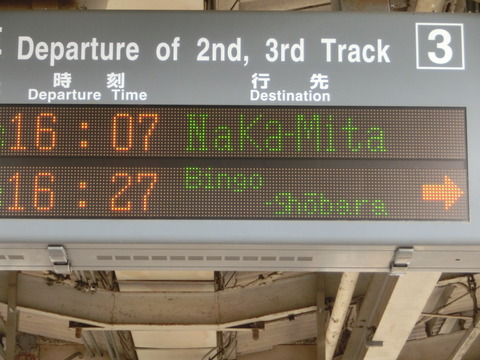 Departure of 2nd, 3rd Track 3
時刻 行先
Departure Time Destination
16:07 Naka-Mita
16:27 Bingo
-Shōbara →